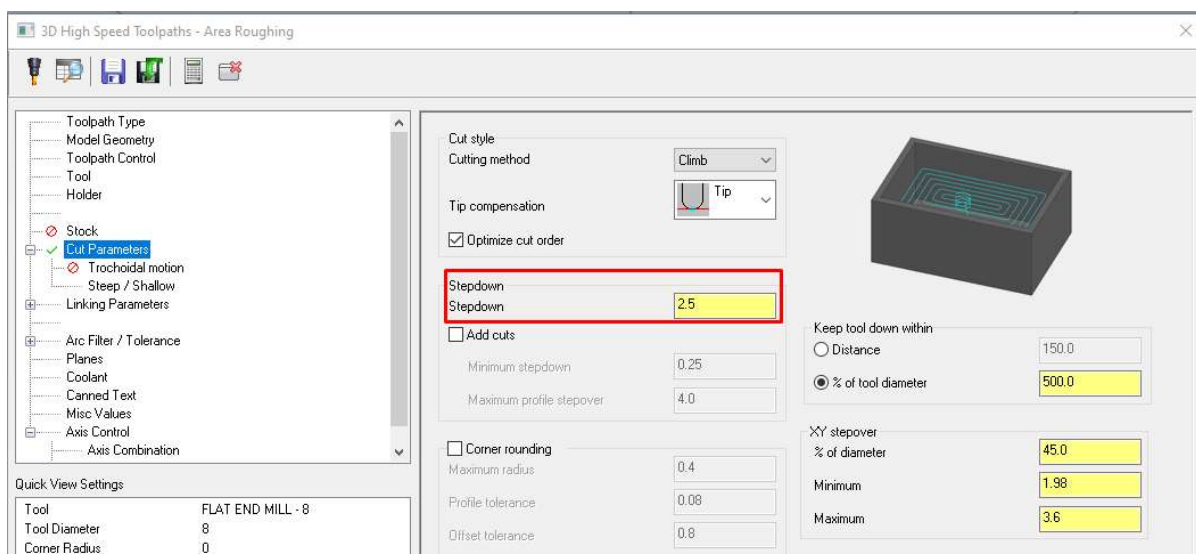 3D High Speed Toolpaths - Area Roughing
Toolpath Type
Model Geometry
Toolpath Control
Tool
Holder
Stock
Cut Parameters
Trochoidal motion
Steep / Shallow
Linking Parameters
Arc Filter / Tolerance
Planes
Coolant
Canned Text
Misc Values
Axis Control
Axis Combination
Quick View Settings
Tool FLAT END MILL - 8
Tool Diameter 8
Corner Radius 0
Cut style
Cutting method Climb
Tip compensation Tip
Optimize cut order
Stepdown
Stepdown 2.5
Add cuts
Minimum stepdown 0.25
Maximum profile stepover 4.0
Corner rounding
Maximum radius 0.4
Profile tolerance 0.08
Offset tolerance 0.8
Keep tool down within
Distance 150.0
% of tool diameter 500.0
XY stepover
% of diameter 45.0
Minimum 1.98
Maximum 3.6